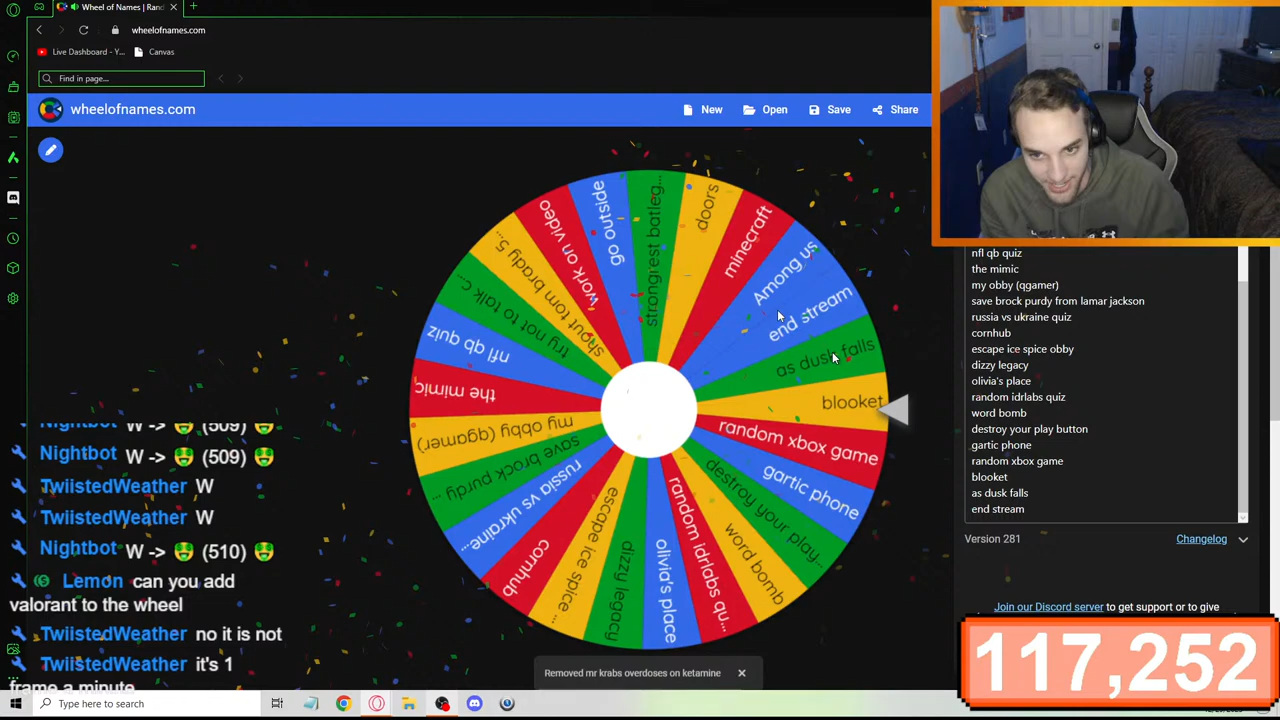 Wheel of Names | Rand
wheelofnames.com
Live Dashboard - Y...
Canvas
Find in page...
wheelofnames.com
New
Open
Save
Share
go outside
strongest batleg...
doors
minecraft
Among us
end stream
as dusk falls
blooket
random xbox game
gartic phone
destroy your play...
word bomb
random idrlabs qu...
olivia's place
dizzy legacy
escape ice spice ...
cornhub
russia vs ukraine...
save brock purdy ...
my obby (qgamer)
the mimic,
nfl qb quiz
try not to talk c...
shout tom brady 5...
work on video
nfl qb quiz
the mimic
my obby (qgamer)
save brock purdy from lamar jackson
russia vs ukraine quiz
cornhub
escape ice spice obby
dizzy legacy
olivia's place
random idrlabs quiz
word bomb
destroy your play button
gartic phone
random xbox game
blooket
as dusk falls
end stream
Version 281
Changelog
Join our Discord server to get support or to give
117,252
Nightbot W -> 🤑 (509) 🤑
W -> 🤑 (509) 🤑
TwiistedWeather W
TwiistedWeather W
Nightbot W -> 🤑 (510) 🤑
Lemon can you add
valorant to the wheel
TwiistedWeather no it is not
TwiistedWeather it's 1
frame a minute
Removed mr krabs overdoses on ketamine
Type here to search